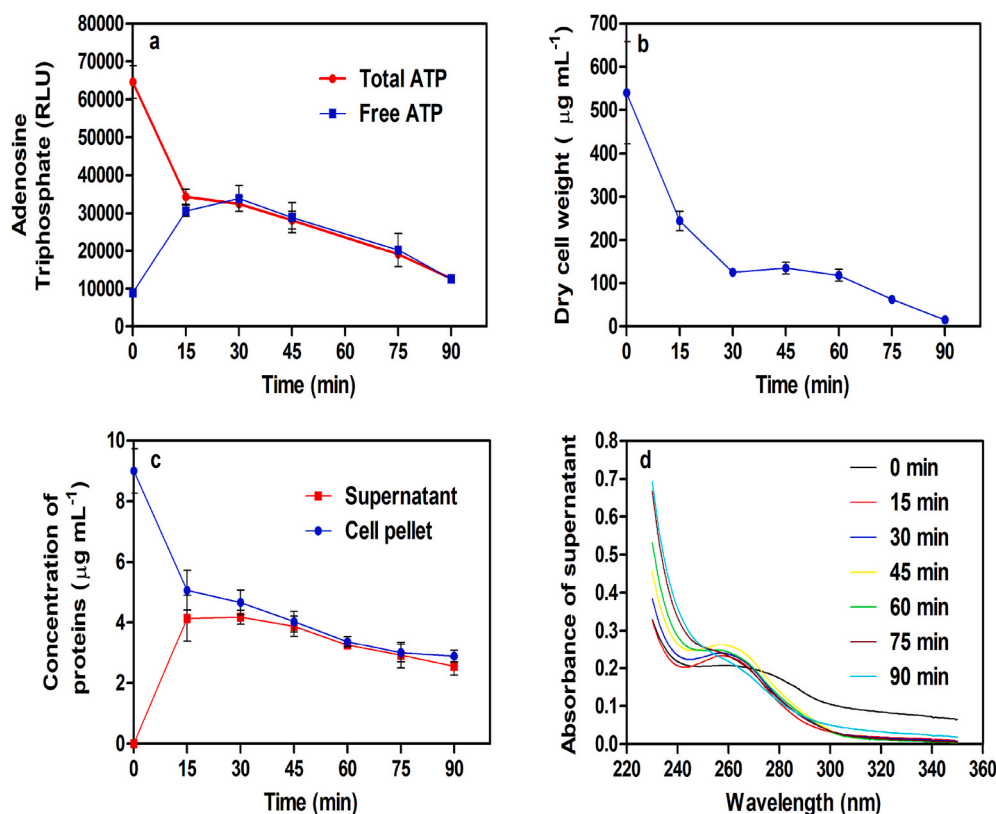 a
Adenosine
Triphosphate (RLU)
80000
70000
60000
50000
40000
30000
20000
10000
0
Total ATP
Free ATP
0 15 30 45 60 75 90
Time (min)
b
Dry cell weight ( μg mL-1)
700
600
500
400
300
200
100
0
0 15 30 45 60 75 90
Time (min)
c
Concentration of
proteins ( μg mL-1)
10
8
6
4
2
0
Supernatant
Cell pellet
0 15 30 45 60 75 90
Time (min)
d
Absorbance of supernatant
0.8
0.7
0.6
0.5
0.4
0.3
0.2
0.1
0.0
0 min
15 min
30 min
45 min
60 min
75 min
90 min
220 240 260 280 300 320 340 360
Wavelength (nm)